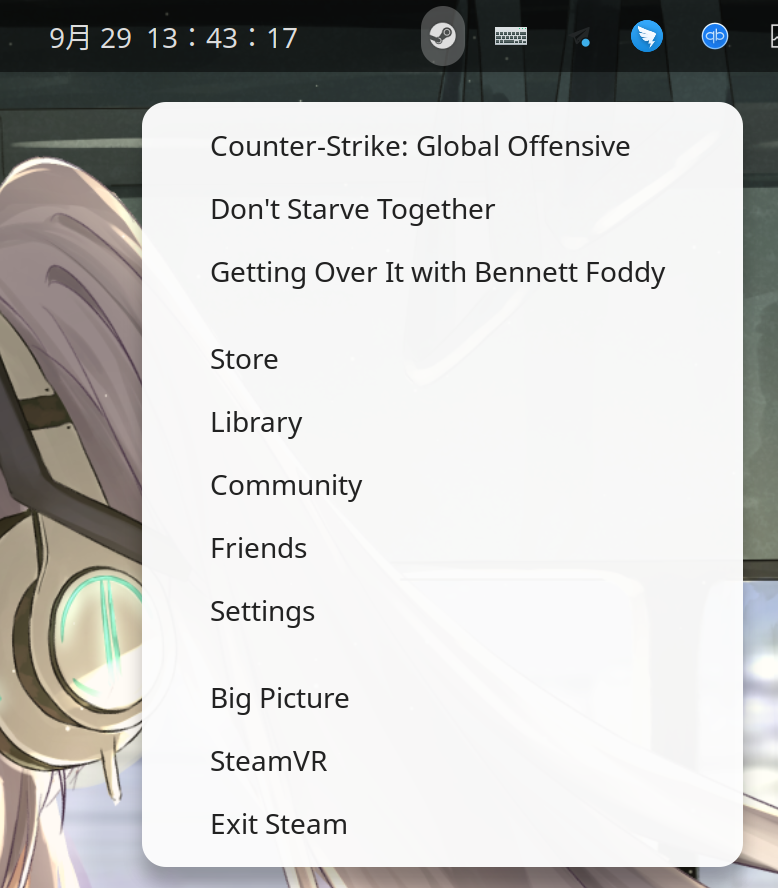 9月 29 13：43：17
Counter-Strike: Global Offensive
Don't Starve Together
Getting Over It with Bennett Foddy
Store
Library
Community
Friends
Settings
Big Picture
SteamVR
Exit Steam